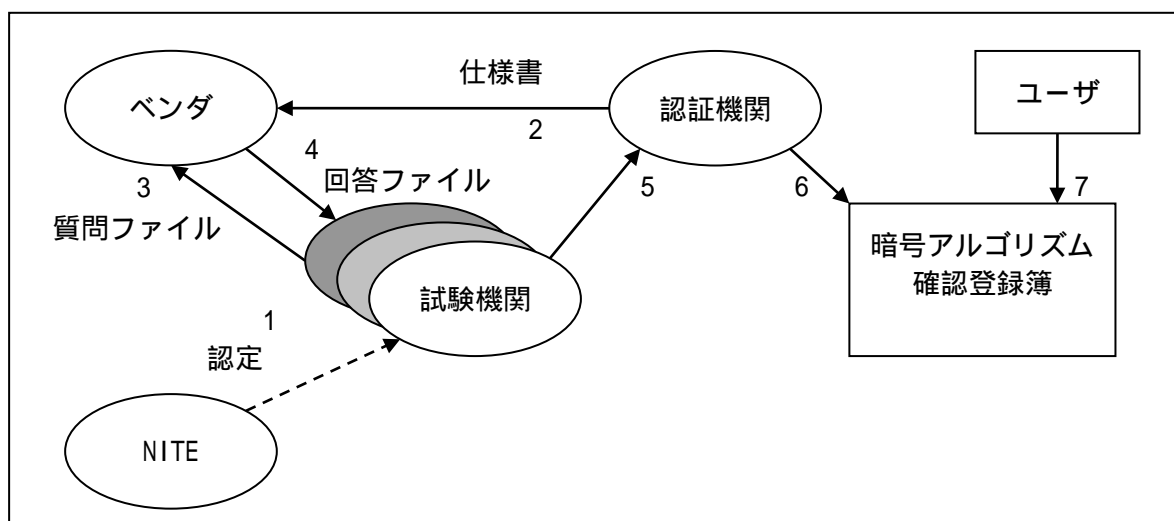 仕様書
ベンダ
認証機関
ユーザ
2
4
3
回答ファイル
5
6
7
質問ファイル
暗号アルゴリズム
確認登録簿
試験機関
1
認定
NITE